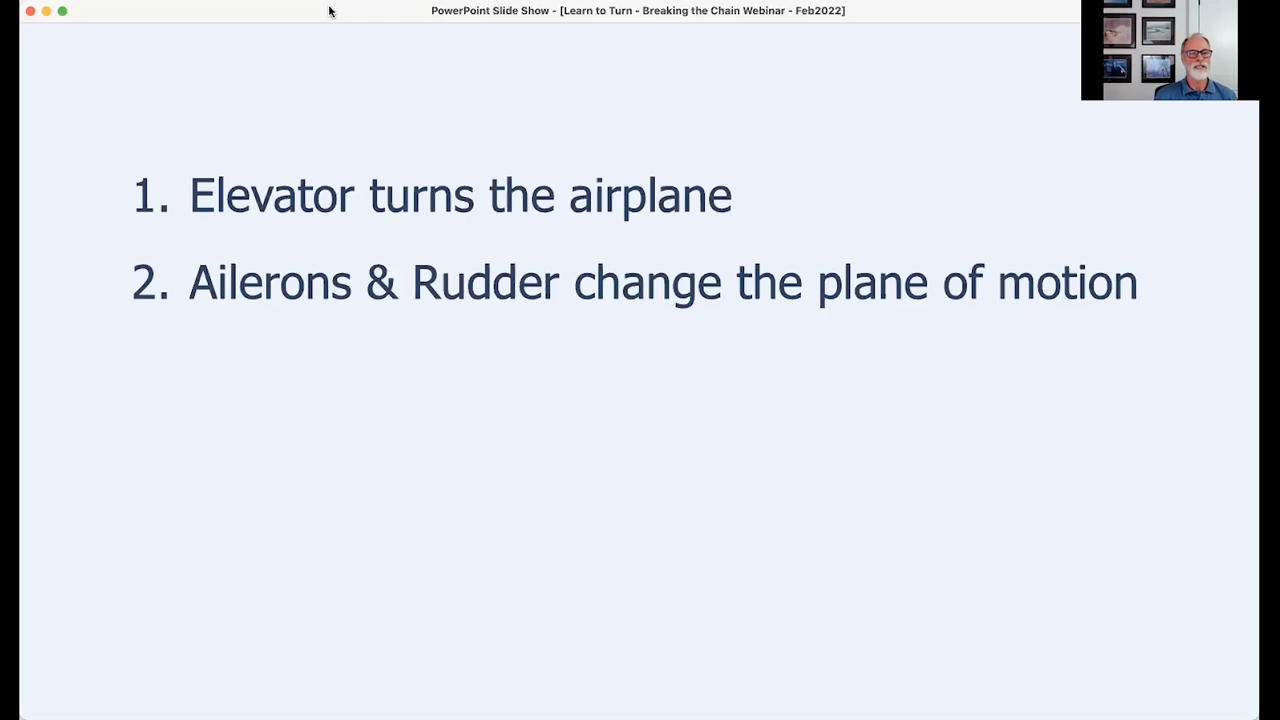 PowerPoint Slide Show - [Learn to Turn - Breaking the Chain Webinar - Feb2022]
1. Elevator turns the airplane
2. Ailerons & Rudder change the plane of motion